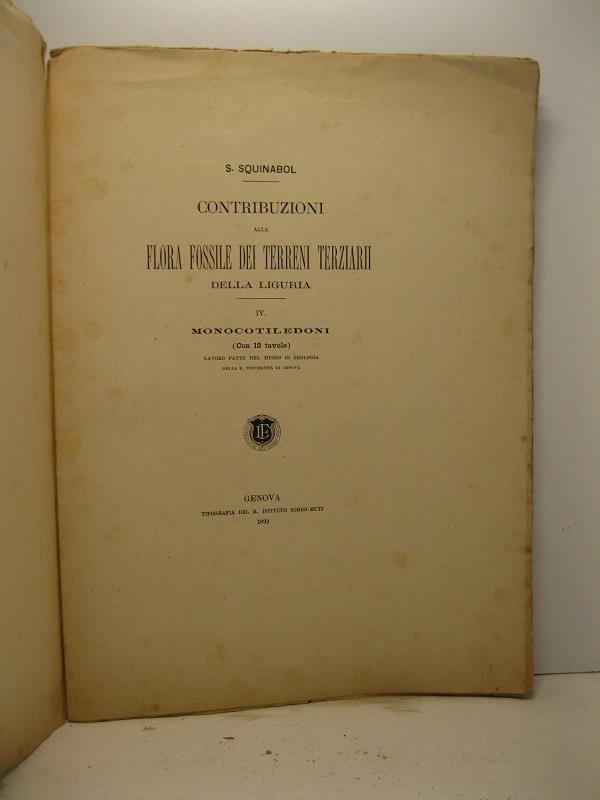 S. SQUINABOL
CONTRIBUZIONI
ALLA
FLORA FOSSILE DEI TERRENI TERZIARII
DELLA LIGURIA
IV.
MONOCOTILEDONI
(Con 12 tavole)
LAVORO FATTO NEL MUSEO DI GEOLOGIA
DELLA R. UNIVERSITÀ DI GENOVA
GENOVA
TIPOGRAFIA DEL R. ISTITUTO SORDO-MUTI
1892